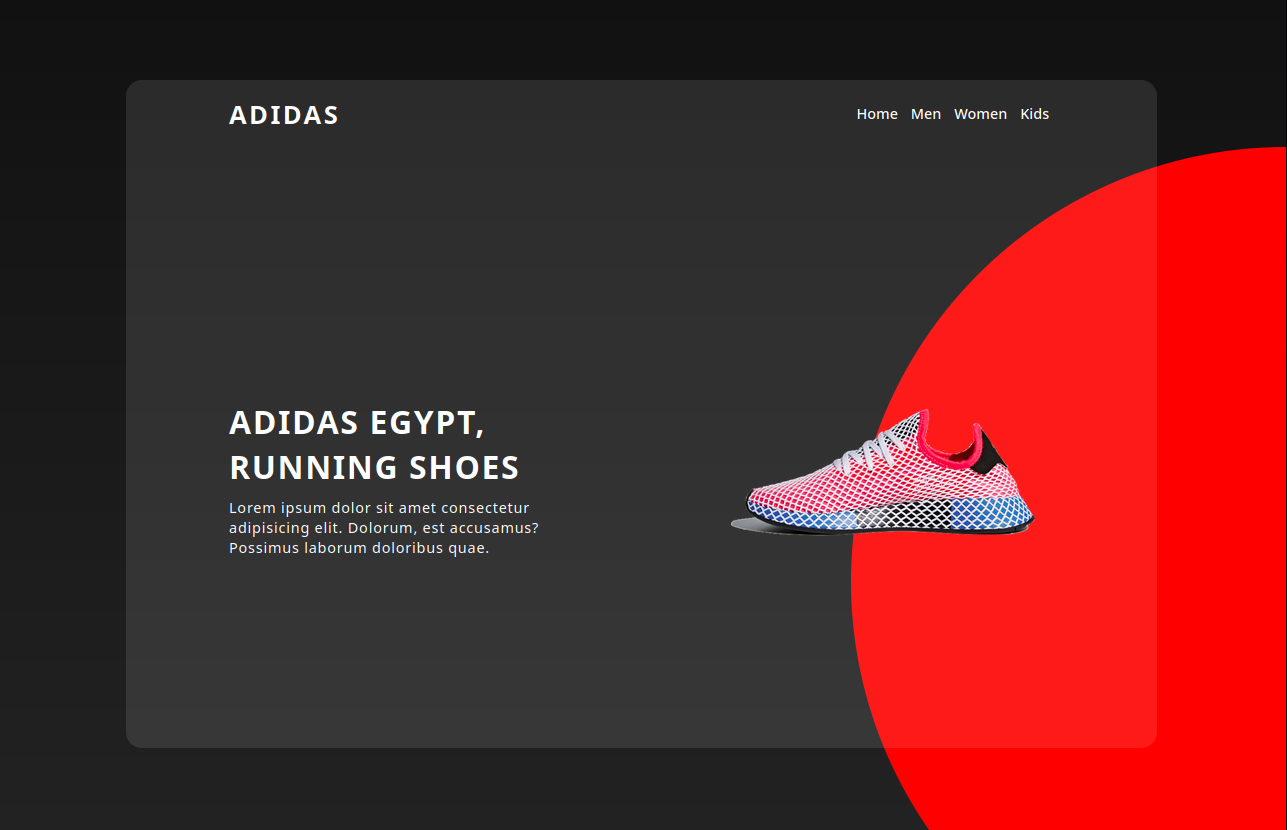 ADIDAS
Home Men Women Kids
ADIDAS EGYPT,
RUNNING SHOES
Lorem ipsum dolor sit amet consectetur
adipisicing elit. Dolorum, est accusamus?
Possimus laborum doloribus quae.